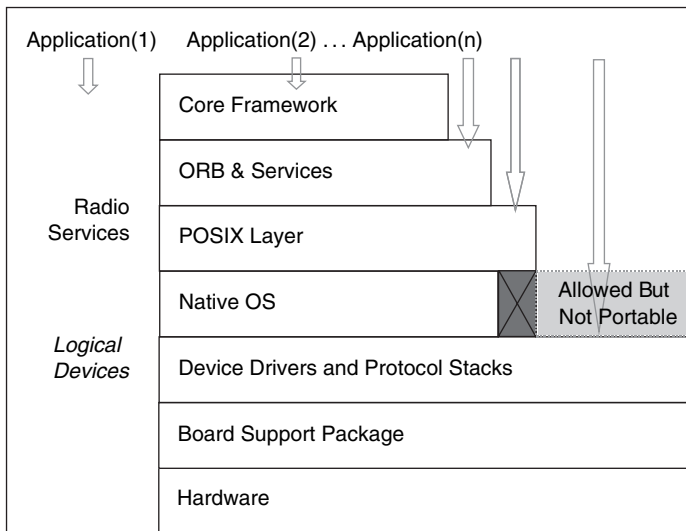 Application(1)
Application(2) . . . Application(n)
Core Framework
ORB & Services
Radio
Services
POSIX Layer
Native OS
Allowed But
Not Portable
Logical
Devices
Device Drivers and Protocol Stacks
Board Support Package
Hardware